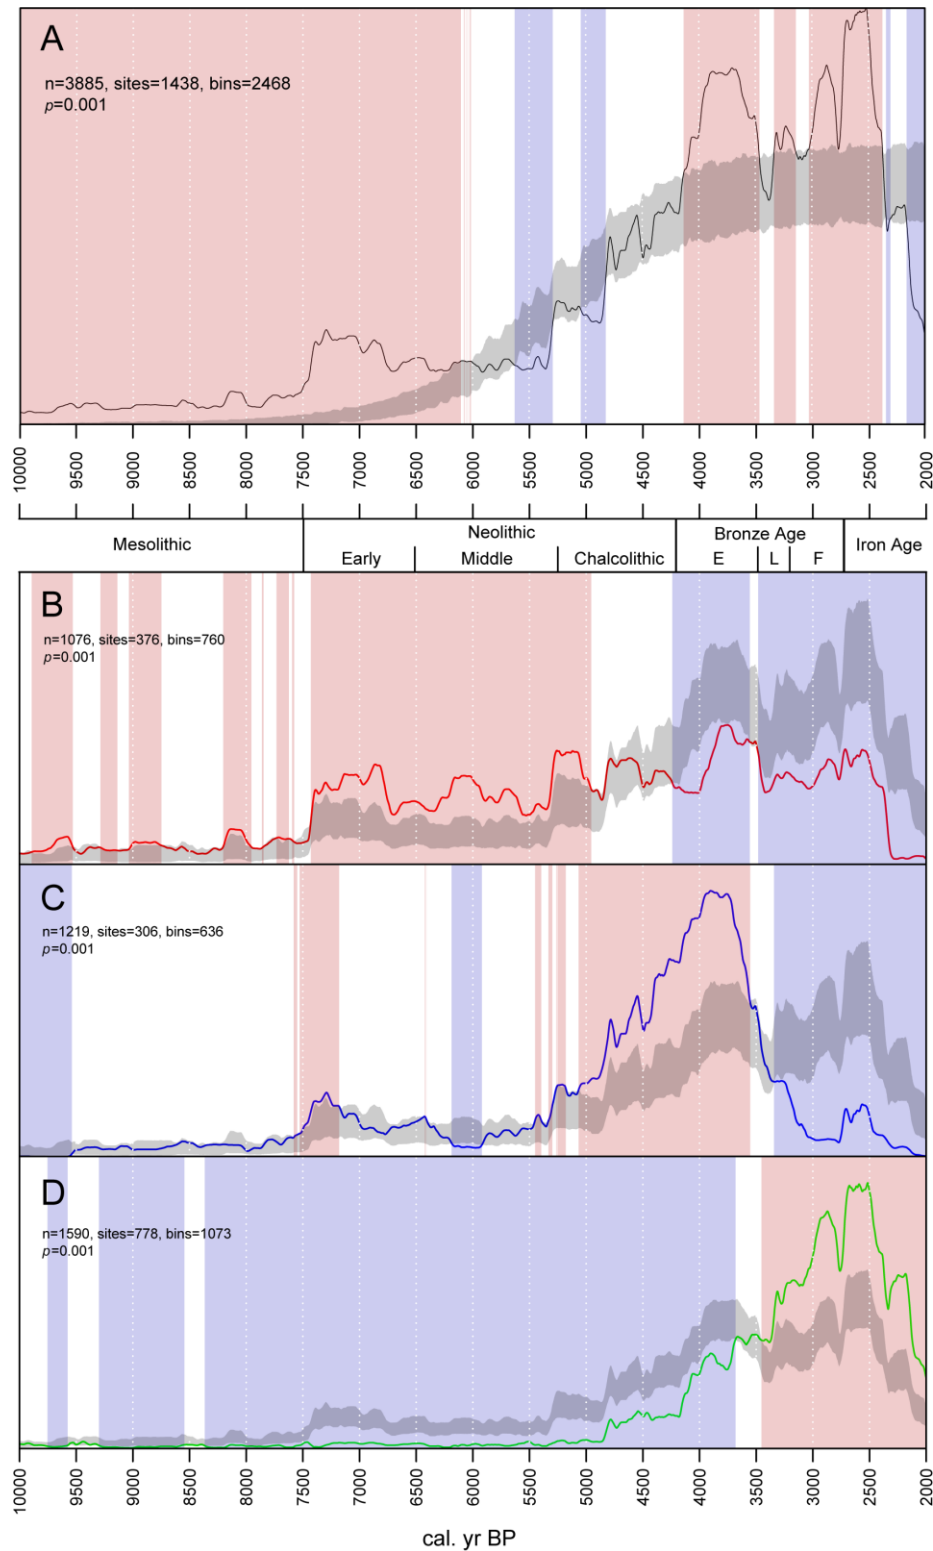 A
n=3885, sites=1438, bins=2468
p=0.001
10000 9500 9000 8500 8000 7500 7000 6500 6000 5500 5000 4500 4000 3500 3000 2500 2000
Mesolithic Neolithic Bronze Age Iron Age
Early Middle Chalcolithic E L F
B
n=1076, sites=376, bins=760
p=0.001
C
n=1219, sites=306, bins=636
p=0.001
D
n=1590, sites=778, bins=1073
p=0.001
10000 9500 9000 8500 8000 7500 7000 6500 6000 5500 5000 4500 4000 3500 3000 2500 2000
cal. yr BP